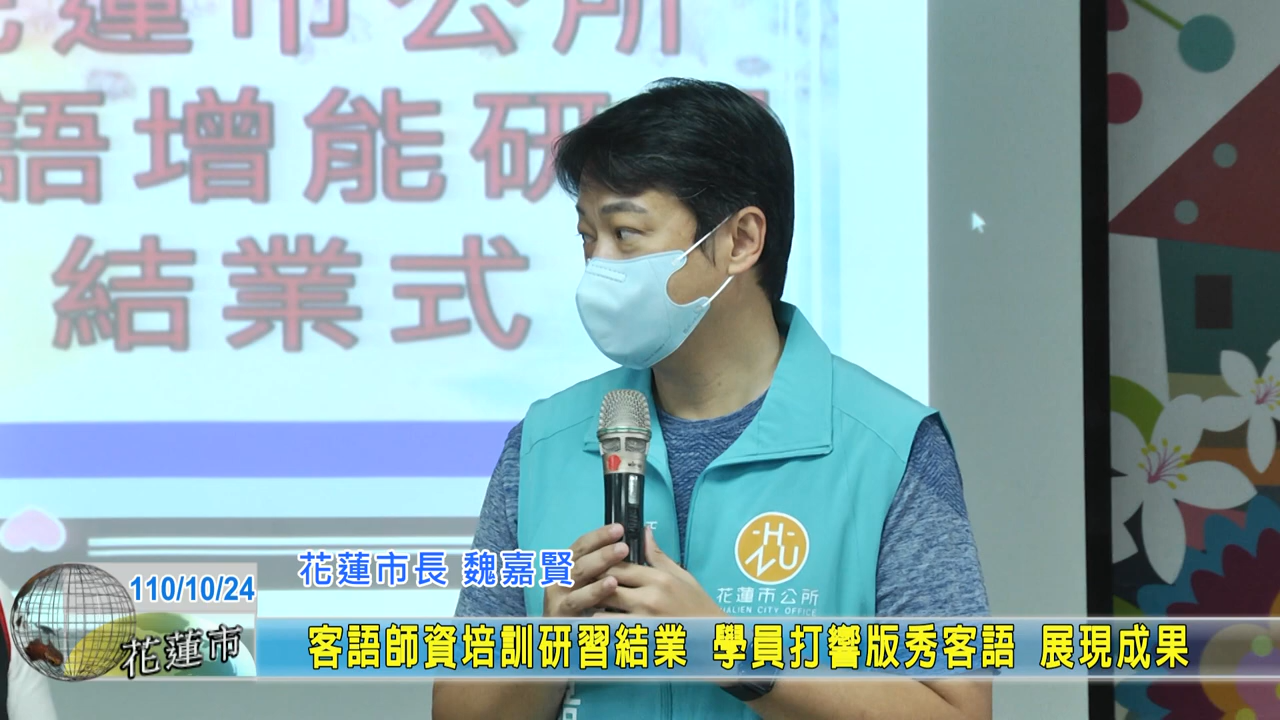 花蓮市公所
語增能研
結業式
-H-
LU
花蓮市公所
HUALIEN CITY OFFICE
花蓮市長 魏嘉賢
110/10/24
花蓮市
客語師資培訓研習結業 學員打響版秀客語 展現成果